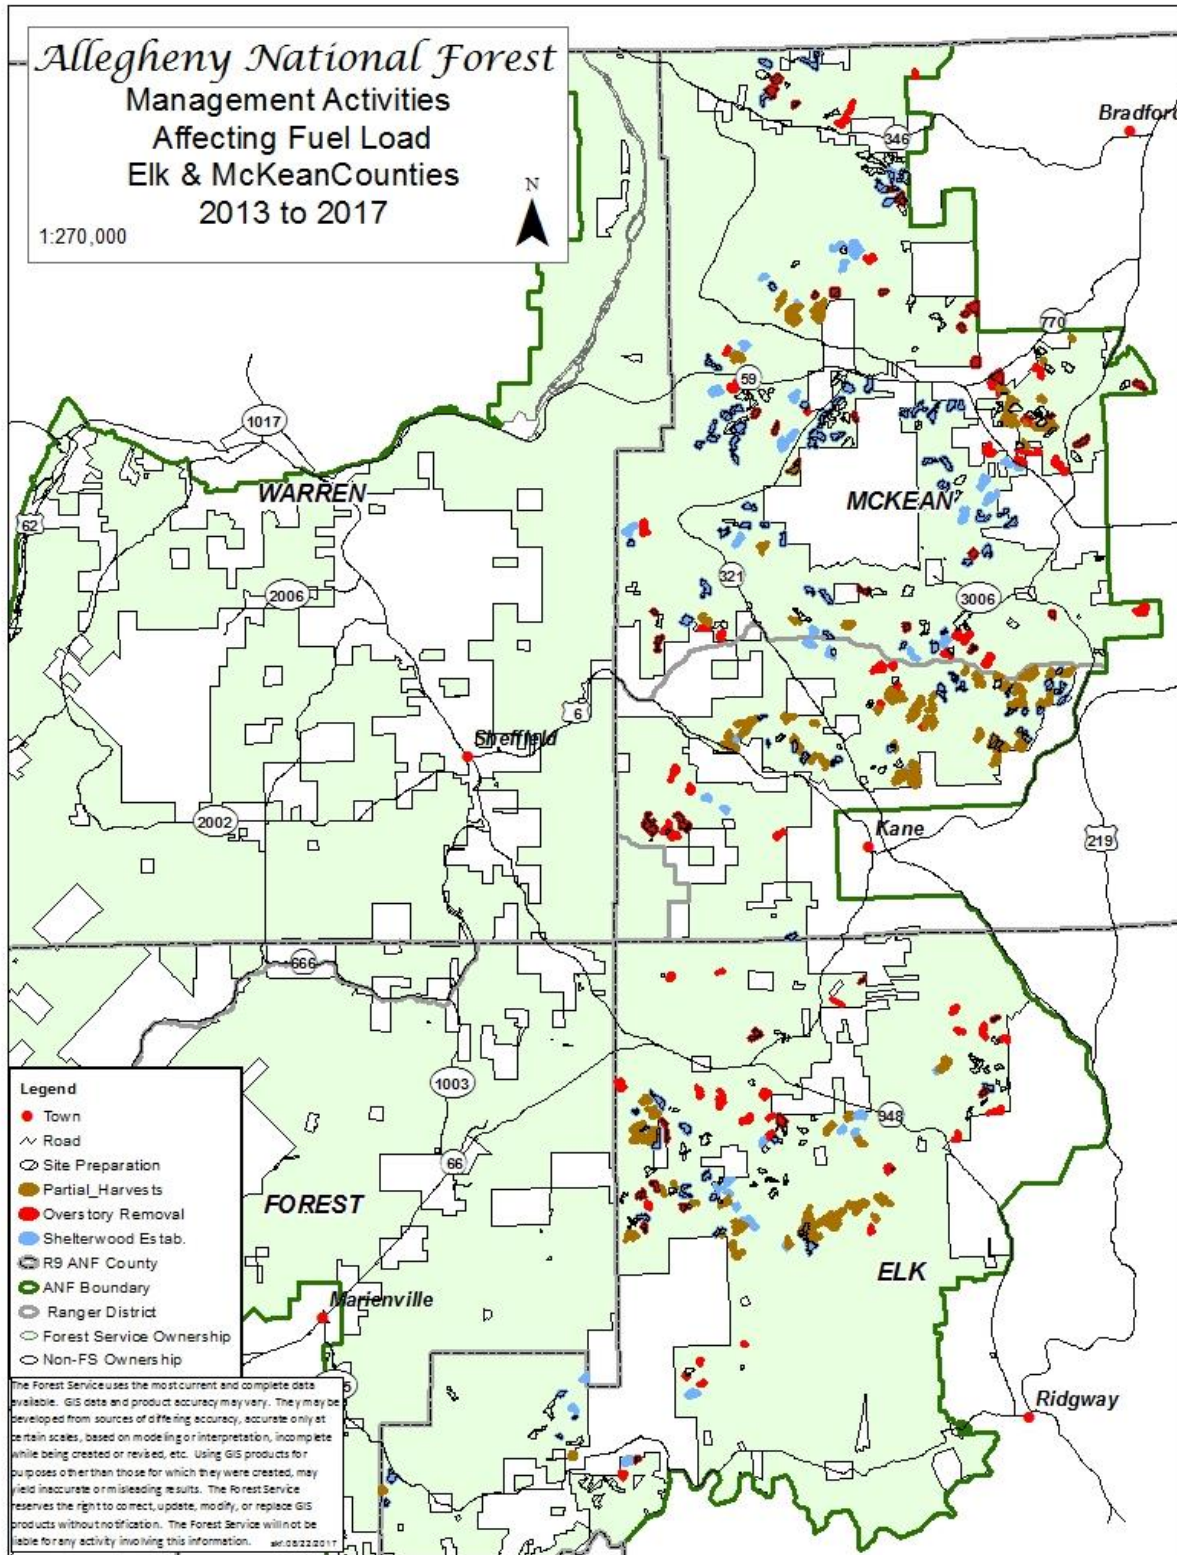 Allegheny National Forest
Management Activities
Affecting Fuel Load
Elk & McKeanCounties
2013 to 2017
1:270,000
N
Bradford
346
770
59
1017
WARREN
62
MCKEAN
321
2006
3006
6
Sheffield
2002
Kane
219
666
1003
948
66
FOREST
ELK
Marienville
Ridgway
Legend
Town
Road
Site Preparation
Partial_Harvests
Overstory Removal
Shelterwood Estab.
R9 ANF County
ANF Boundary
Ranger District
Forest Service Ownership
Non-FS Ownership
The Forest Service uses the most current and complete data
available. GIS data and product accuracy may vary. They may be
developed from sources of differing accuracy, accurate only at
certain scales, based on modeling or interpretation, incomplete
while being created or revised, etc. Using GIS products for
purposes other than those for which they were created, may
yield inaccurate or misleading results. The Forest Service
reserves the right to correct, update, modify, or replace GIS
products without notification. The Forest Service will not be
liable for any activity involving this information.
08/22/2017